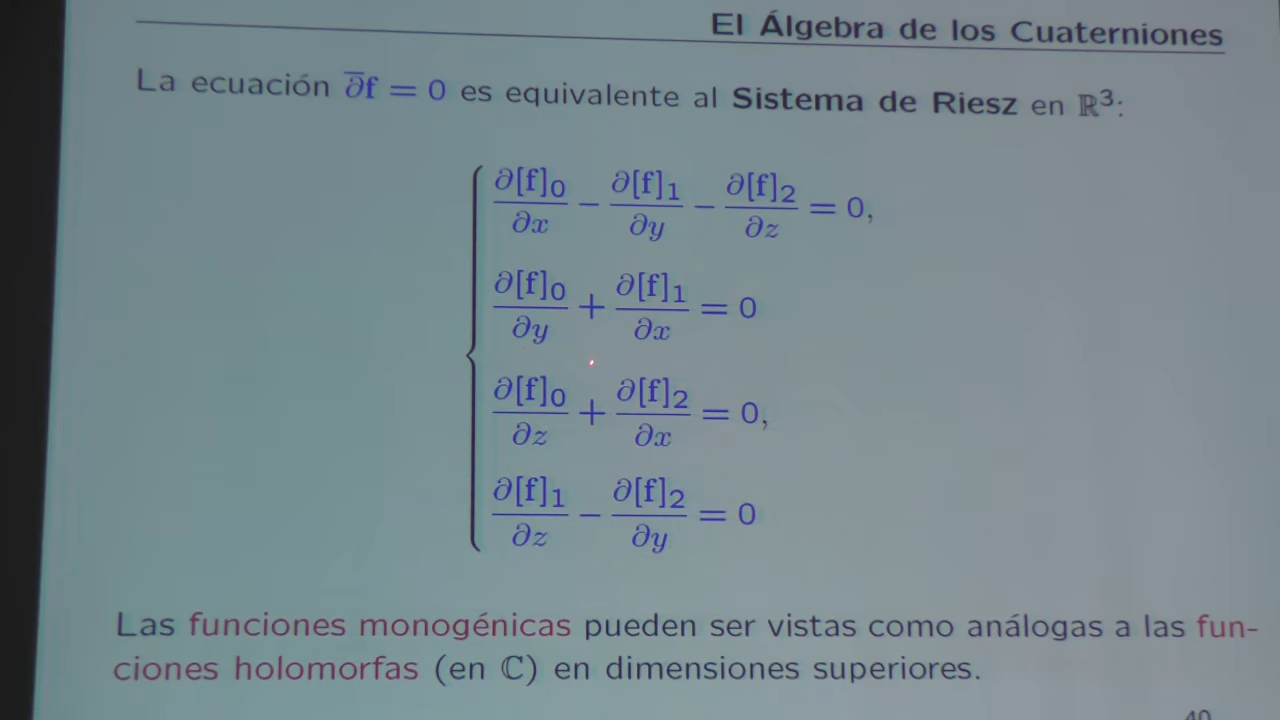 El Álgebra de los Cuaterniones
La ecuación ∂̅f = 0 es equivalente al Sistema de Riesz en ℝ³:
∂[f]₀/∂x − ∂[f]₁/∂y − ∂[f]₂/∂z = 0,
∂[f]₀/∂y + ∂[f]₁/∂x = 0
∂[f]₀/∂z + ∂[f]₂/∂x = 0,
∂[f]₁/∂z − ∂[f]₂/∂y = 0
Las funciones monogénicas pueden ser vistas como análogas a las fun-
ciones holomorfas (en ℂ) en dimensiones superiores.